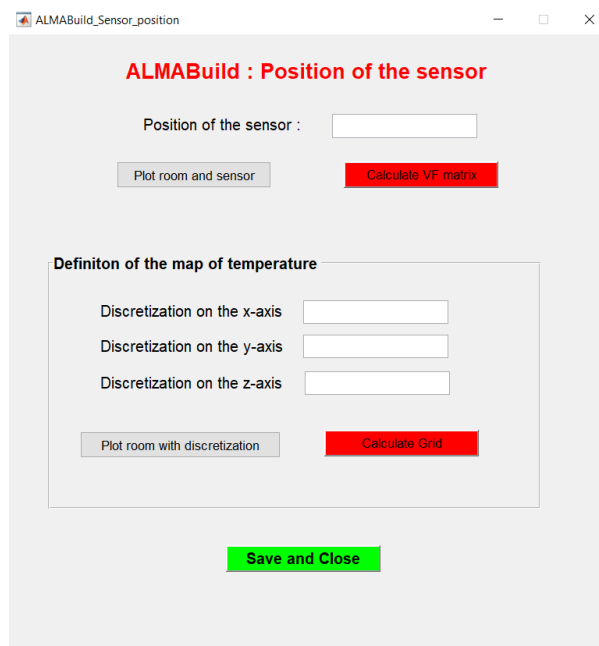 ALMABuild_Sensor_position
ALMABuild : Position of the sensor
Position of the sensor :
Plot room and sensor
Calculate VF matrix
Definiton of the map of temperature
Discretization on the x-axis
Discretization on the y-axis
Discretization on the z-axis
Plot room with discretization
Calculate Grid
Save and Close